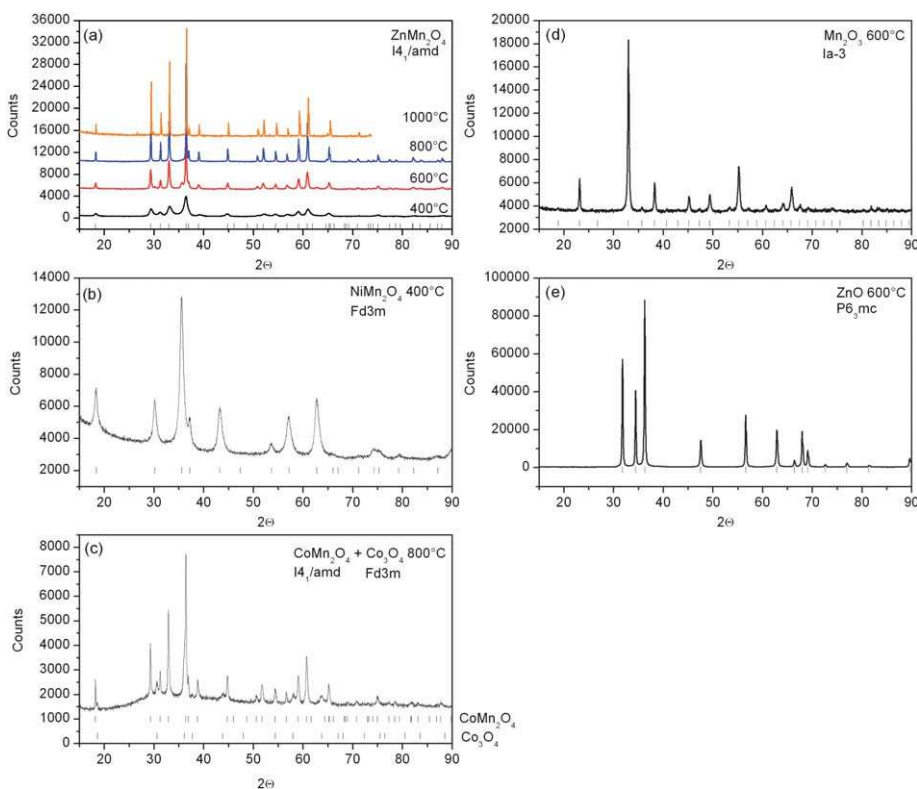 (a)
ZnMn₂O₄
I4₁/amd
1000°C
800°C
600°C
400°C
36000
32000
28000
24000
20000
16000
12000
8000
4000
0
Counts
20 30 40 50 60 70 80 90
2Θ
(b)
NiMn₂O₄ 400°C
Fd3m
14000
12000
10000
8000
6000
4000
2000
Counts
20 30 40 50 60 70 80 90
2Θ
(c)
CoMn₂O₄ + Co₃O₄ 800°C
I4₁/amd Fd3m
8000
7000
6000
5000
4000
3000
2000
1000
0
Counts
CoMn₂O₄
Co₃O₄
20 30 40 50 60 70 80 90
2Θ
(d)
Mn₂O₃ 600°C
Ia-3
20000
18000
16000
14000
12000
10000
8000
6000
4000
2000
Counts
20 30 40 50 60 70 80 90
2Θ
(e)
ZnO 600°C
P6₃mc
100000
80000
60000
40000
20000
0
Counts
20 30 40 50 60 70 80 90
2Θ